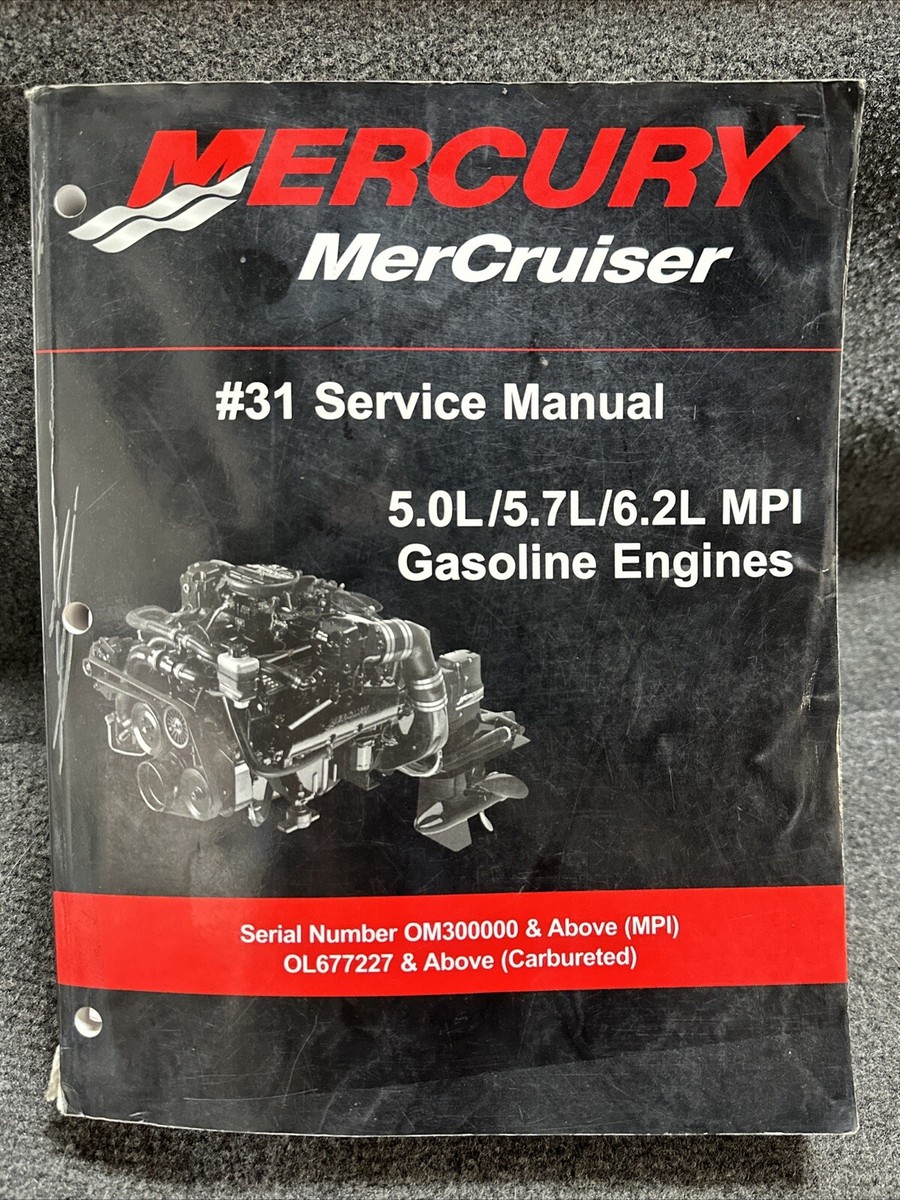 MERCURY
MerCruiser
#31 Service Manual
5.0L/5.7L/6.2L MPI
Gasoline Engines
MERCURY
Serial Number OM300000 & Above (MPI)
OL677227 & Above (Carbureted)